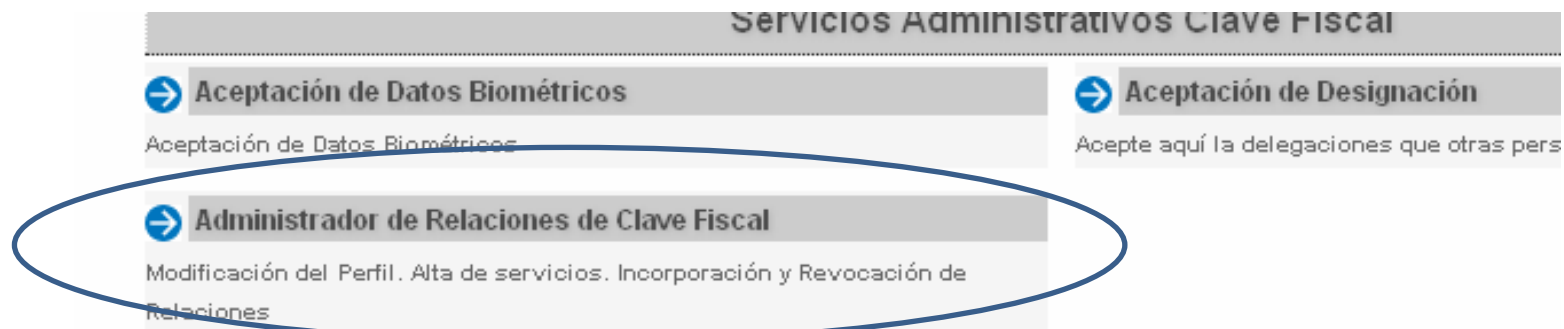 Servicios Administrativos Clave Fiscal
Aceptación de Datos Biométricos
Aceptación de Datos Biométricos
Aceptación de Designación
Acepte aquí la delegaciones que otras pers
Administrador de Relaciones de Clave Fiscal
Modificación del Perfil. Alta de servicios. Incorporación y Revocación de
Relaciones